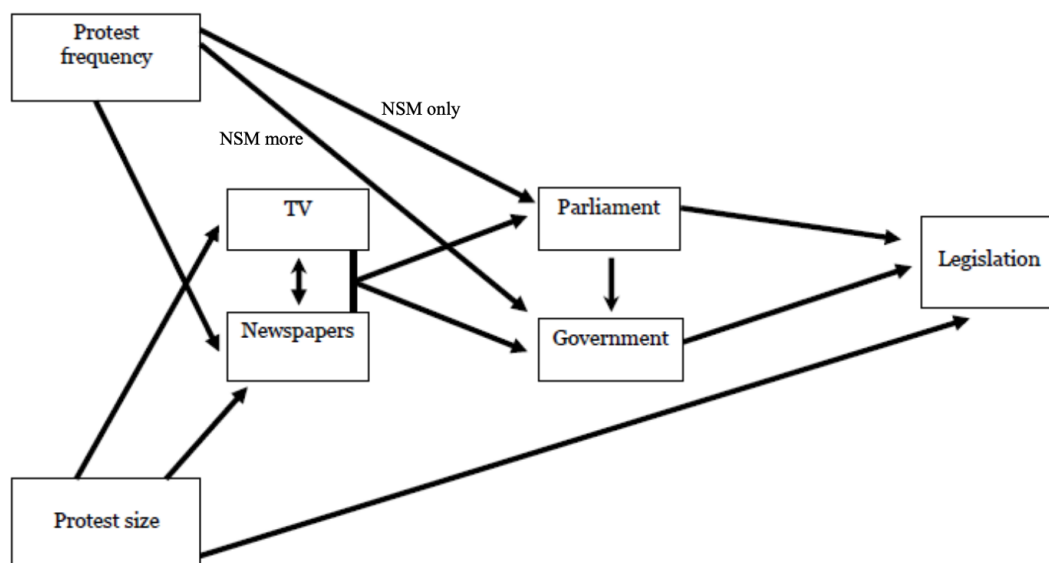 Protest
frequency
NSM only
NSM more
TV
Parliament
Legislation
Newspapers
Government
Protest size